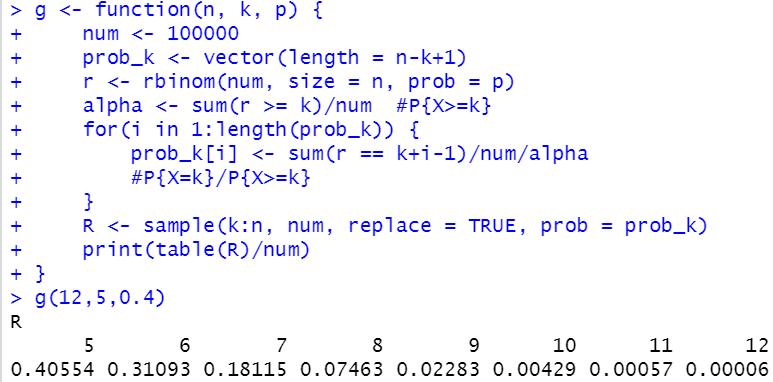 > g <- function(n, k, p) {
+     num <- 100000
+     prob_k <- vector(length = n-k+1)
+     r <- rbinom(num, size = n, prob = p)
+     alpha <- sum(r >= k)/num  #P{X>=k}
+     for(i in 1:length(prob_k)) {
+         prob_k[i] <- sum(r == k+i-1)/num/alpha
+         #P{X=k}/P{X>=k}
+     }
+     R <- sample(k:n, num, replace = TRUE, prob = prob_k)
+     print(table(R)/num)
+ }
> g(12,5,0.4)
R
      5       6       7       8       9      10      11      12
0.40554 0.31093 0.18115 0.07463 0.02283 0.00429 0.00057 0.00006